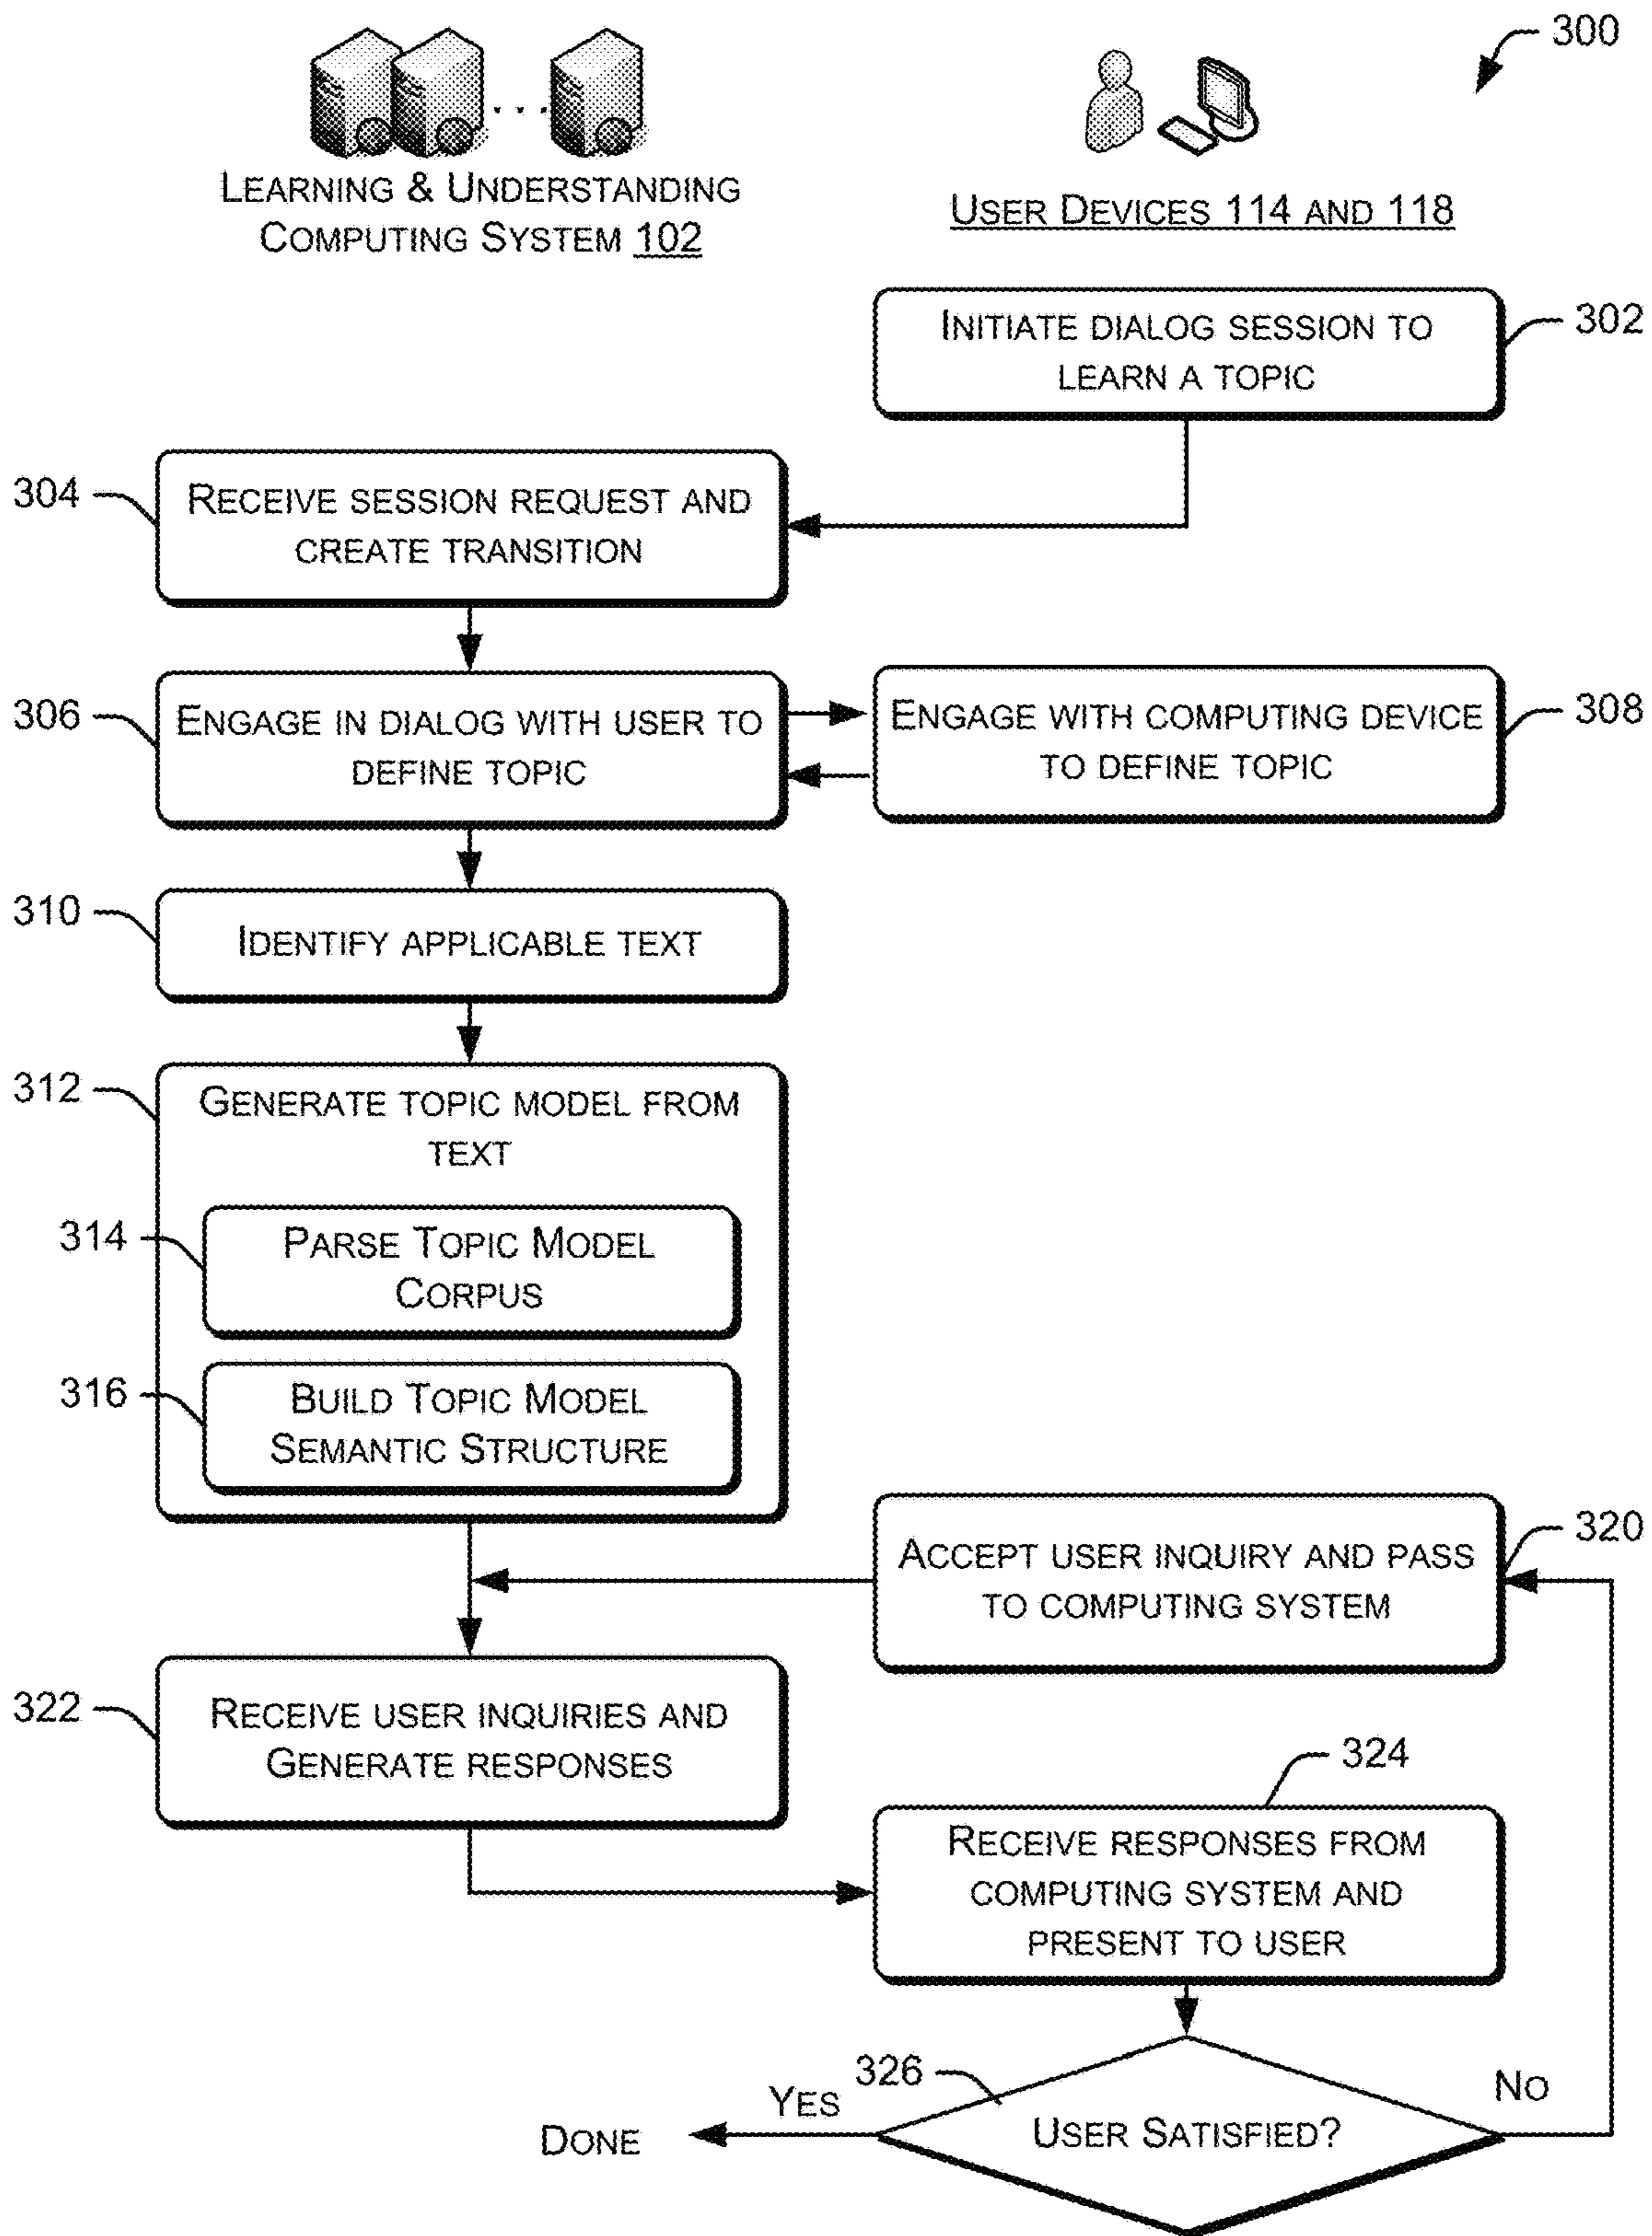 300
LEARNING & UNDERSTANDING
COMPUTING SYSTEM 102
USER DEVICES 114 AND 118
INITIATE DIALOG SESSION TO
LEARN A TOPIC
302
304
RECEIVE SESSION REQUEST AND
CREATE TRANSITION
306
ENGAGE IN DIALOG WITH USER TO
DEFINE TOPIC
ENGAGE WITH COMPUTING DEVICE
TO DEFINE TOPIC
308
310
IDENTIFY APPLICABLE TEXT
312
GENERATE TOPIC MODEL FROM
TEXT
314
PARSE TOPIC MODEL
CORPUS
316
BUILD TOPIC MODEL
SEMANTIC STRUCTURE
ACCEPT USER INQUIRY AND PASS
TO COMPUTING SYSTEM
320
322
RECEIVE USER INQUIRIES AND
GENERATE RESPONSES
324
RECEIVE RESPONSES FROM
COMPUTING SYSTEM AND
PRESENT TO USER
326
USER SATISFIED?
YES
NO
DONE